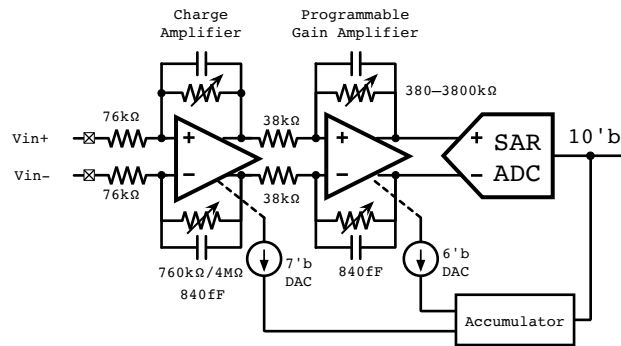 Charge
Amplifier
Programmable
Gain Amplifier
380–3800kΩ
76kΩ
38kΩ
Vin+
+
+
+
SAR
10'b
Vin-
−
−
−
ADC
76kΩ
38kΩ
760kΩ/4MΩ
840fF
7'b
DAC
840fF
6'b
DAC
Accumulator